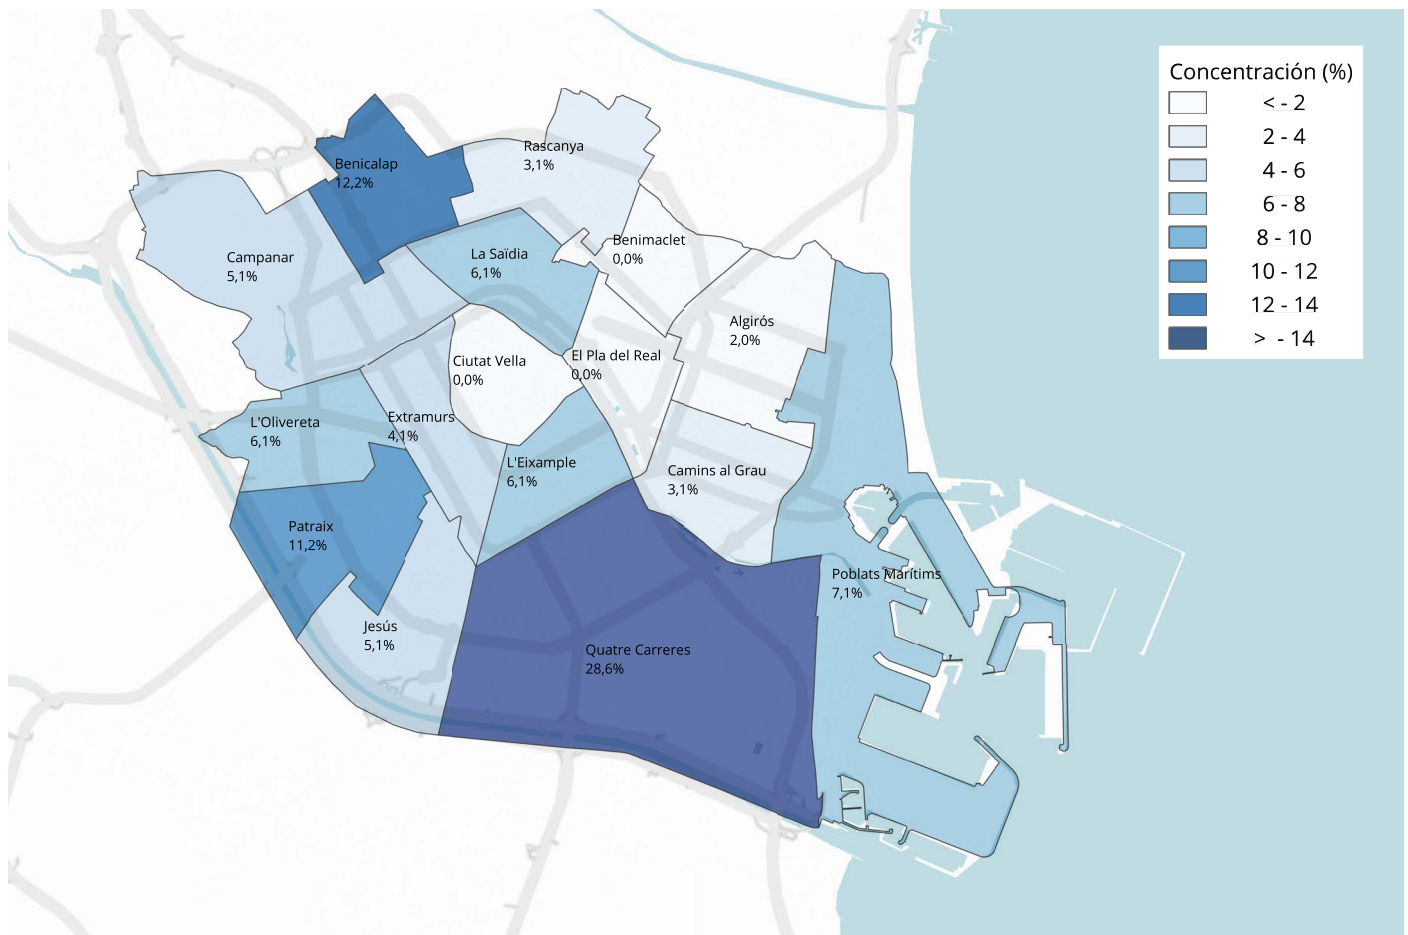 Concentración (%)
< - 2
2 - 4
4 - 6
6 - 8
8 - 10
10 - 12
12 - 14
> - 14
Rascanya
3,1%
Benicalap
12,2%
Benimaclet
0,0%
La Saïdia
6,1%
Campanar
5,1%
Algirós
2,0%
Ciutat Vella
0,0%
El Pla del Real
0,0%
L'Olivereta
6,1%
Extramurs
4,1%
L'Eixample
6,1%
Camins al Grau
3,1%
Patraix
11,2%
Poblats Marítims
7,1%
Jesús
5,1%
Quatre Carreres
28,6%